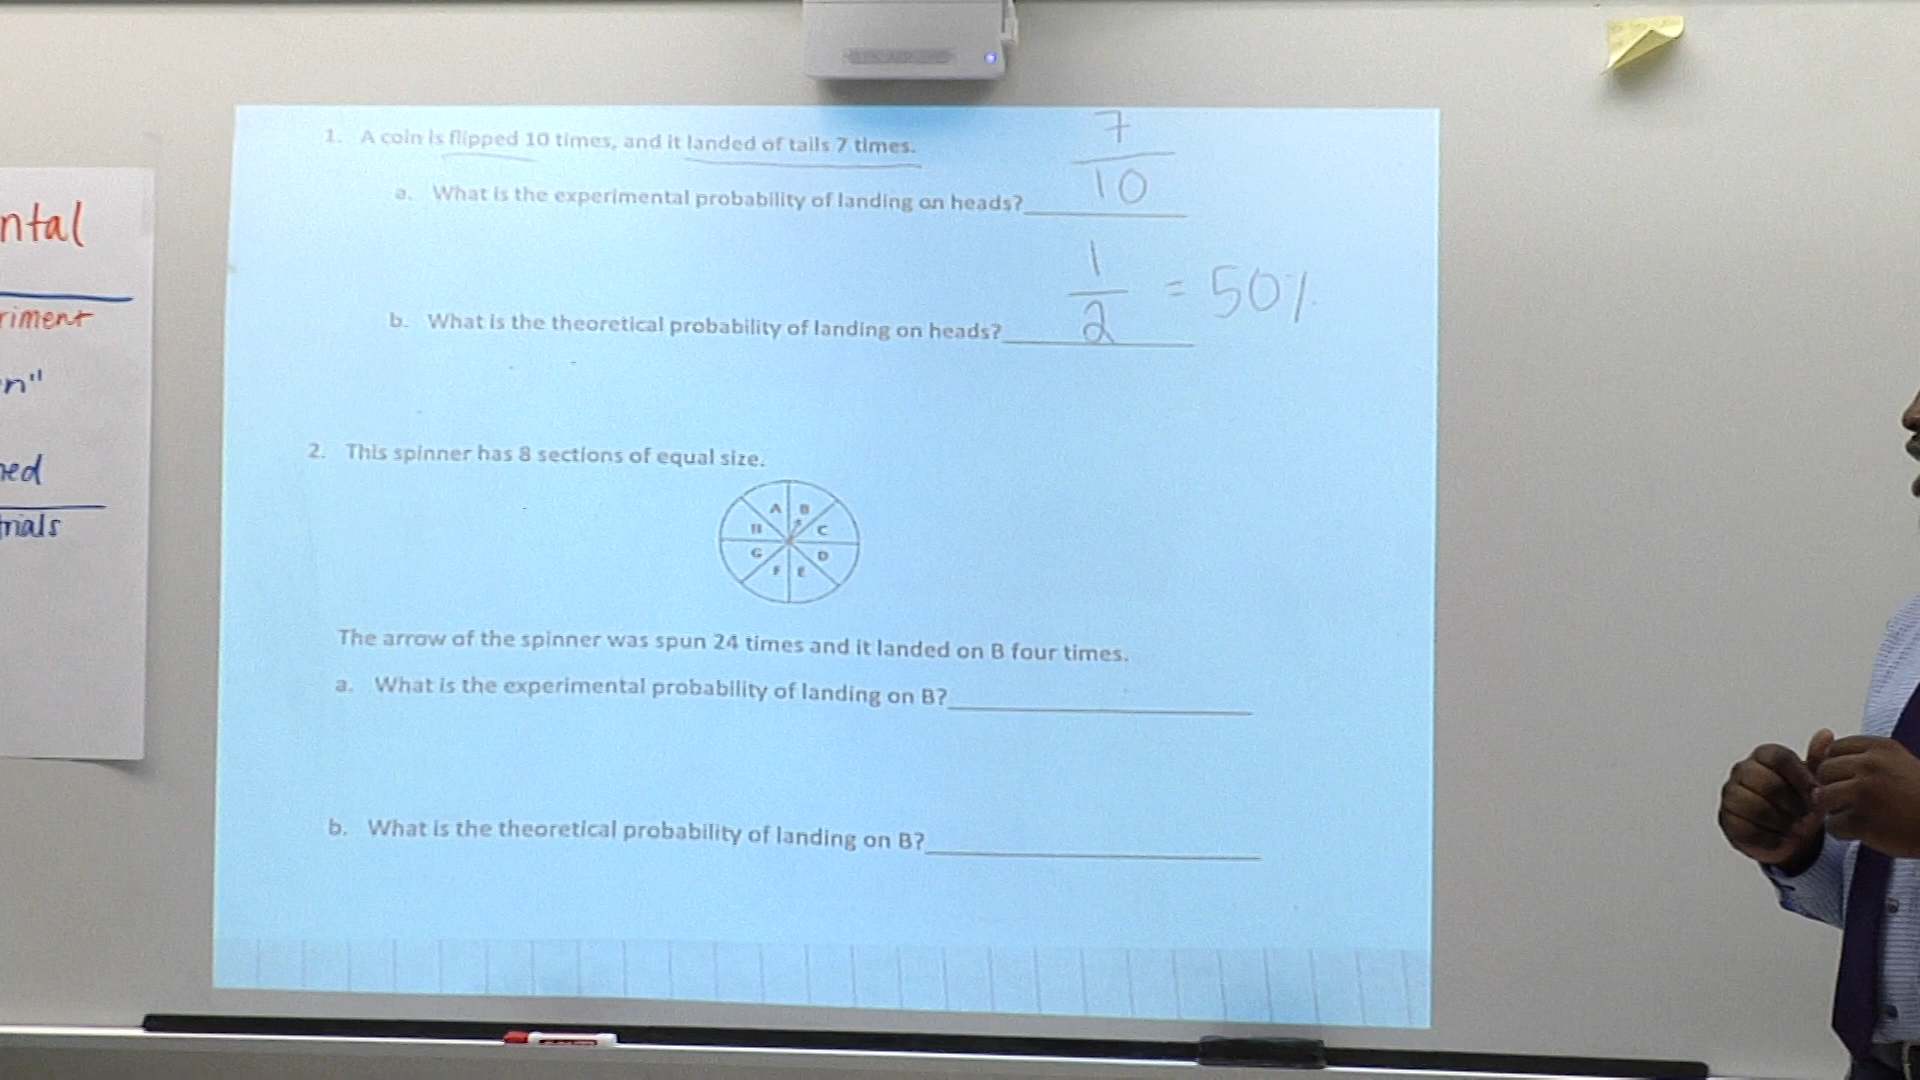 1. A coin is flipped 10 times, and it landed of tails 7 times.
7
10
a. What is the experimental probability of landing on heads?
1
2
= 50%
b. What is the theoretical probability of landing on heads?
2. This spinner has 8 sections of equal size.
A B
H C
G D
F E
The arrow of the spinner was spun 24 times and it landed on B four times.
a. What is the experimental probability of landing on B?
b. What is the theoretical probability of landing on B?
ntal
riment
n"
ned
trials